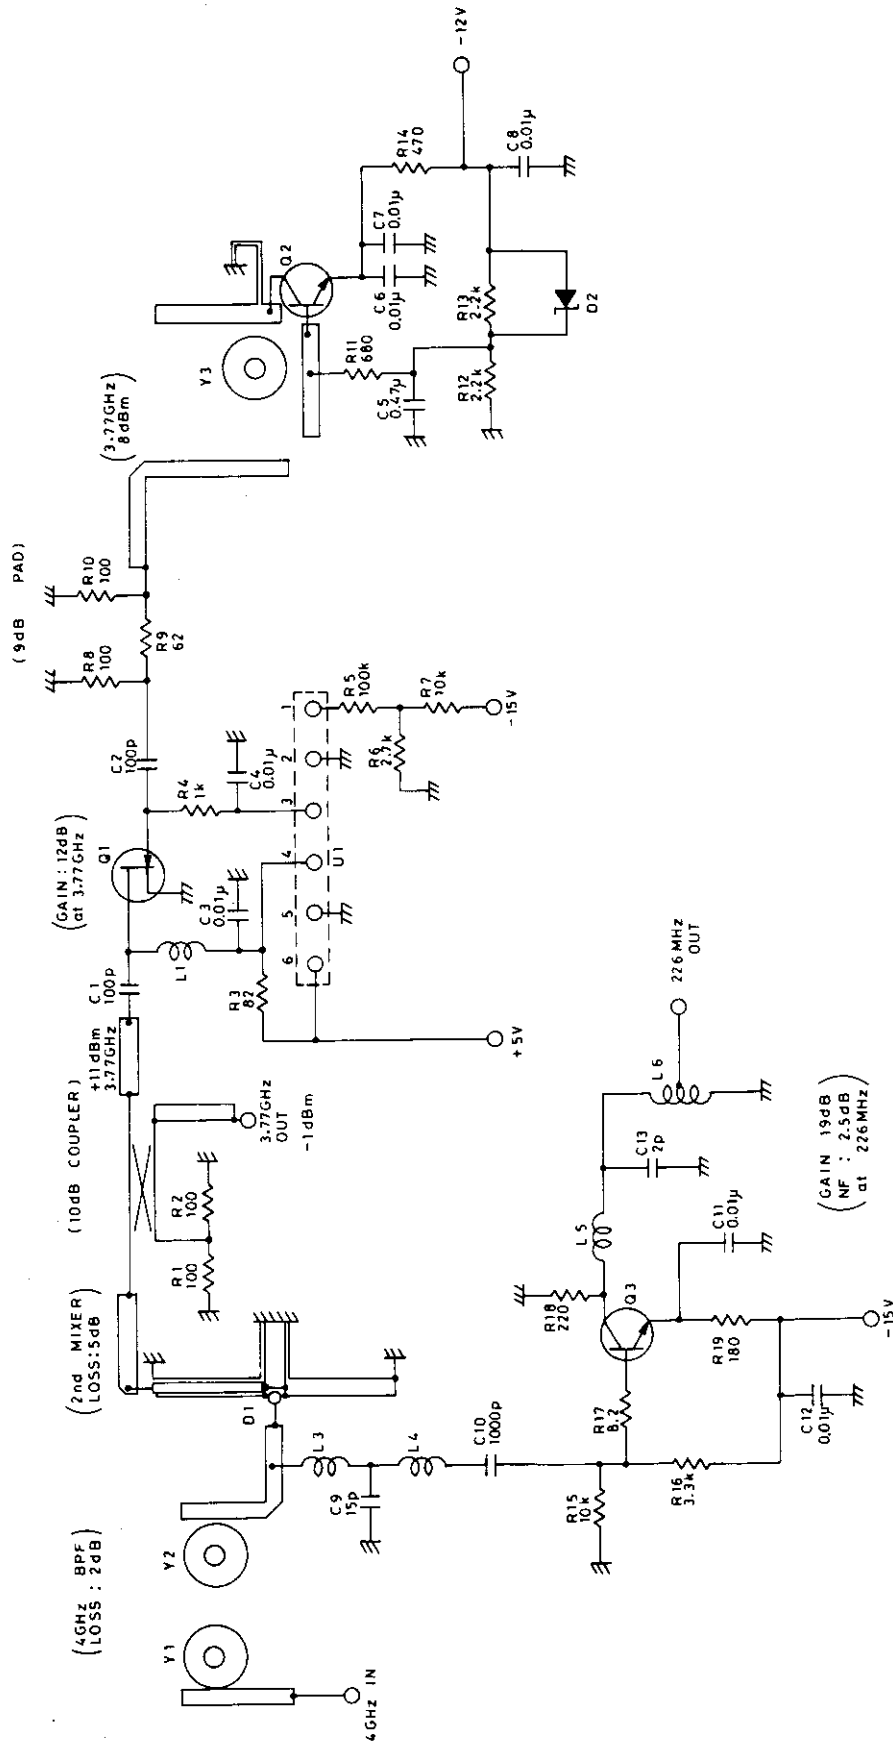 (4GHz BPF
LOSS : 2dB)
(2nd MIXER
LOSS:5dB)
(10dB COUPLER)
+11dBm
3.77GHz
(GAIN:12dB
at 3.77GHz)
(9dB PAD)
(3.77GHz
8dBm)
4GHz IN
Y1
Y2
D1
L3
C9
15p
L4
C10
1000p
R1
100
R2
100
3.77GHz
OUT
-1dBm
C1
100p
L1
C3
0.01μ
R3
82
Q1
C2
100p
R4
1k
C4
0.01μ
6
5
4
3
2
1
U1
+5V
R5
100k
R6
2.7k
R7
10k
-15V
R8
100
R9
62
R10
100
Y3
Q2
R11
680
C5
0.47μ
C6
0.01μ
C7
0.01μ
R14
470
R12
2.2k
R13
2.2k
D2
C8
0.01μ
-12V
R15
10k
R16
3.3k
R17
8.2
R18
220
Q3
L5
C13
2p
L6
226MHz
OUT
C11
0.01μ
R19
180
C12
0.01μ
-15V
(GAIN 19dB
NF : 2.5dB
at 226MHz)